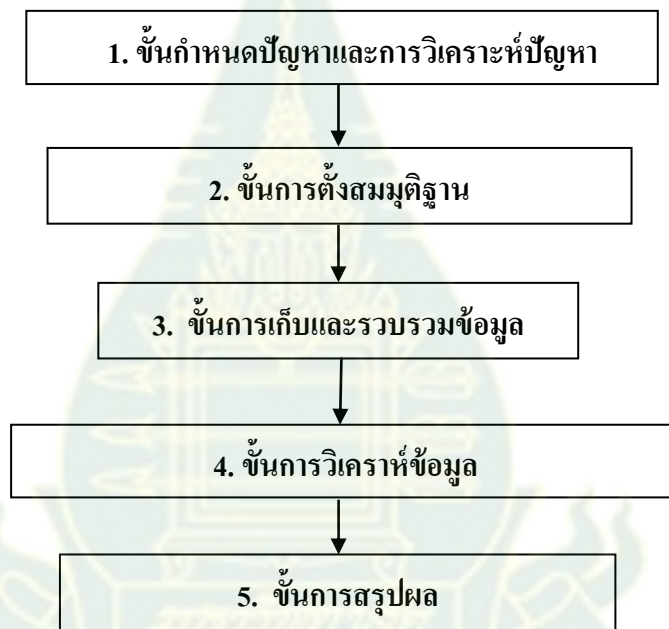 1. ขั้นกำหนดปัญหาและการวิเคราะห์ปัญหา
2. ขั้นการตั้งสมมุติฐาน
3. ขั้นการเก็บและรวบรวมข้อมูล
4. ขั้นการวิเคราห์ข้อมูล
5. ขั้นการสรุปผล